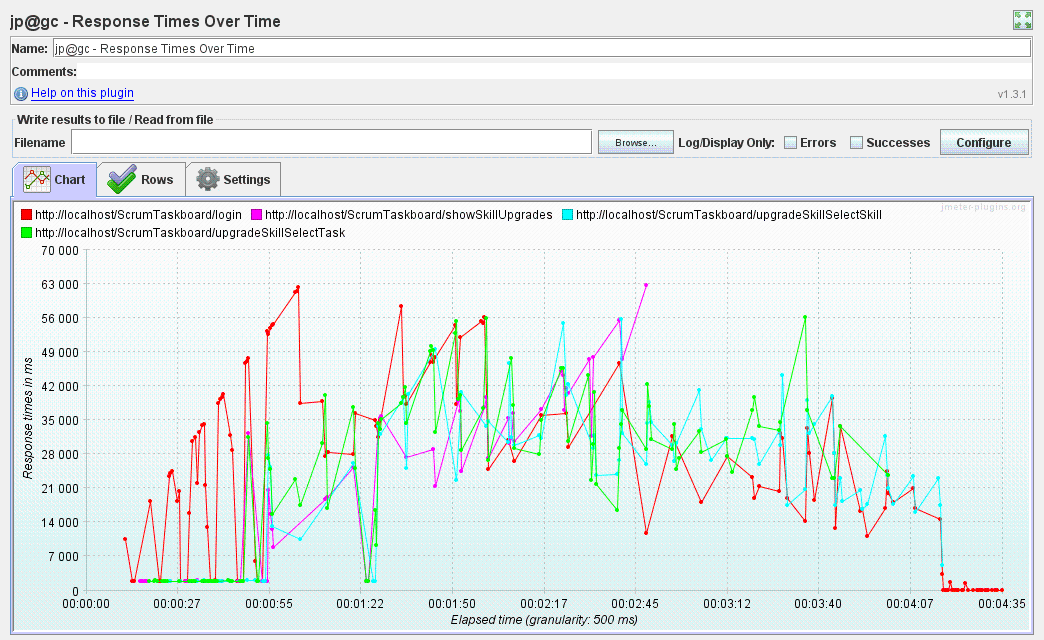 jp@gc - Response Times Over Time
Name: jp@gc - Response Times Over Time
Comments:
Help on this plugin
v1.3.1
Write results to file / Read from file
Filename Browse... Log/Display Only: Errors Successes Configure
Chart Rows Settings
http://localhost/ScrumTaskboard/login http://localhost/ScrumTaskboard/showSkillUpgrades http://localhost/ScrumTaskboard/upgradeSkillSelectSkill
jmeter-plugins.org
http://localhost/ScrumTaskboard/upgradeSkillSelectTask
70 000
63 000
56 000
49 000
42 000
35 000
28 000
21 000
14 000
7 000
0
Response times in ms
00:00:00 00:00:27 00:00:55 00:01:22 00:01:50 00:02:17 00:02:45 00:03:12 00:03:40 00:04:07 00:04:35
Elapsed time (granularity: 500 ms)